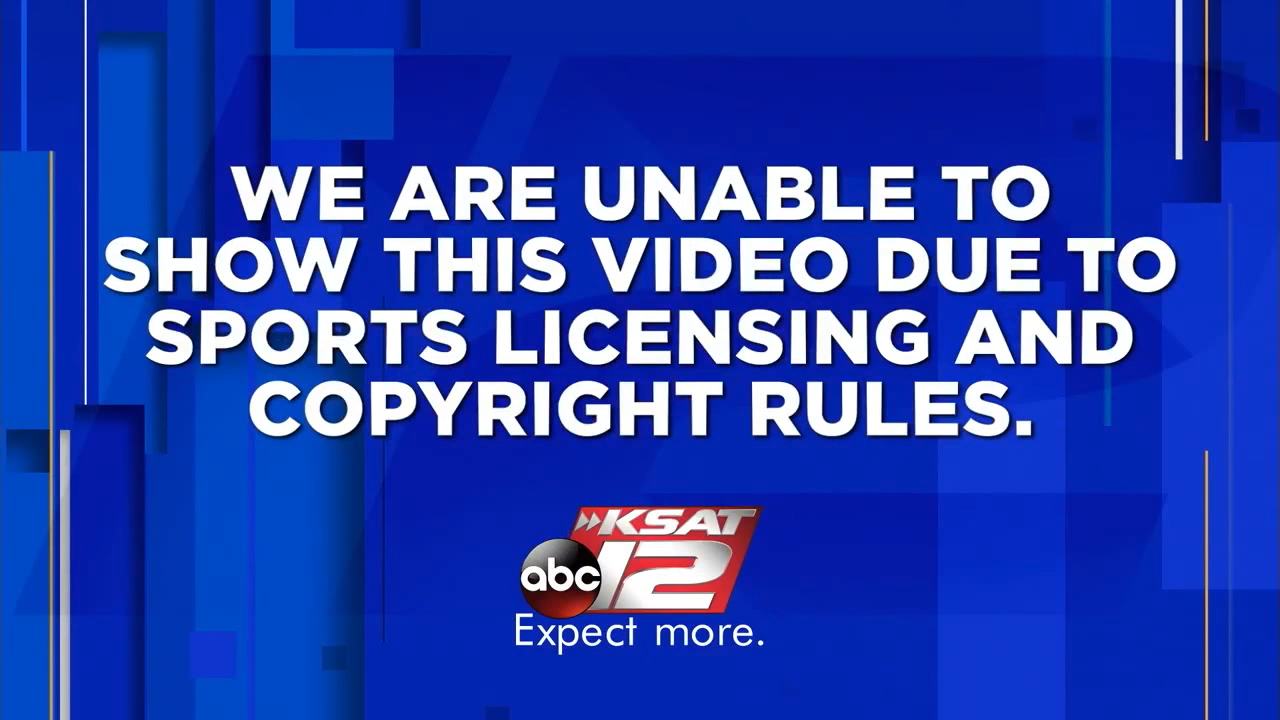 WE ARE UNABLE TO
SHOW THIS VIDEO DUE TO
SPORTS LICENSING AND
COPYRIGHT RULES.
KSAT
abc 12
Expect more.